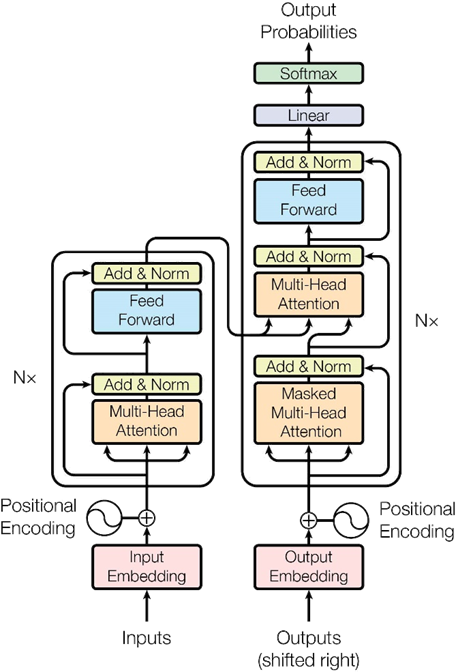 Output
Probabilities
Softmax
Linear
Add & Norm
Feed
Forward
Add & Norm
Multi-Head
Attention
Add & Norm
Masked
Multi-Head
Attention
N×
Positional
Encoding
Output
Embedding
Outputs
(shifted right)
Add & Norm
Feed
Forward
Add & Norm
Multi-Head
Attention
N×
Positional
Encoding
Input
Embedding
Inputs